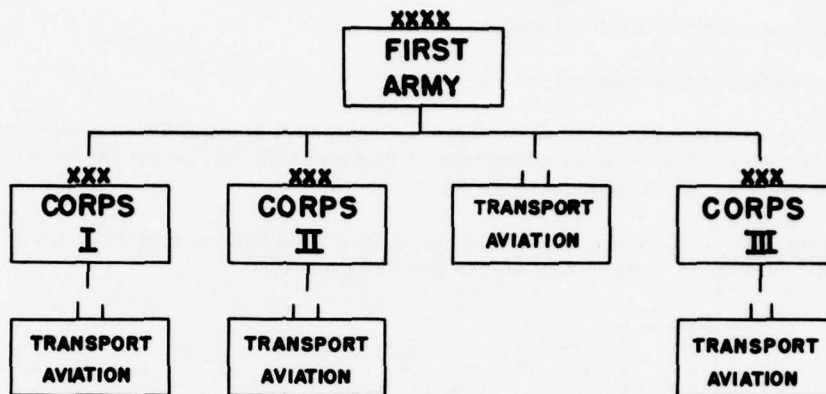 XXXX
FIRST
ARMY
XXX
CORPS
I
XXX
CORPS
II
TRANSPORT
AVIATION
XXX
CORPS
III
TRANSPORT
AVIATION
TRANSPORT
AVIATION
TRANSPORT
AVIATION